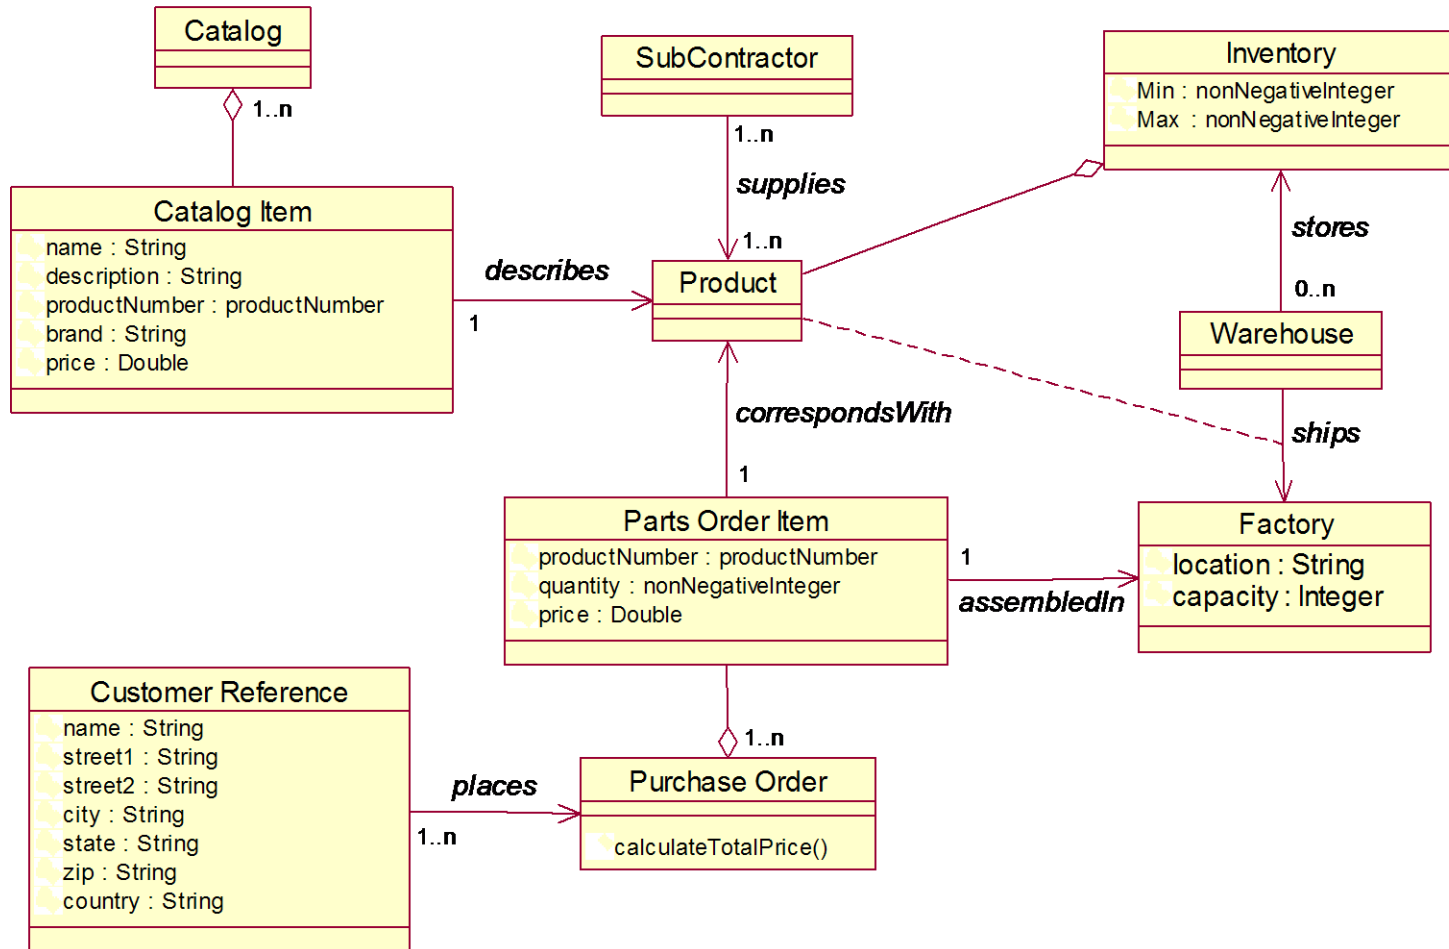 Catalog
1..n
SubContractor
1..n
supplies
1..n
Inventory
Min : nonNegativeInteger
Max : nonNegativeInteger
Catalog Item
name : String
description : String
productNumber : productNumber
brand : String
price : Double
describes
1
Product
stores
0..n
Warehouse
correspondsWith
1
ships
Parts Order Item
productNumber : productNumber
quantity : nonNegativeInteger
price : Double
1
assembledIn
Factory
location : String
capacity : Integer
Customer Reference
name : String
street1 : String
street2 : String
city : String
state : String
zip : String
country : String
places
1..n
1..n
Purchase Order
calculateTotalPrice()